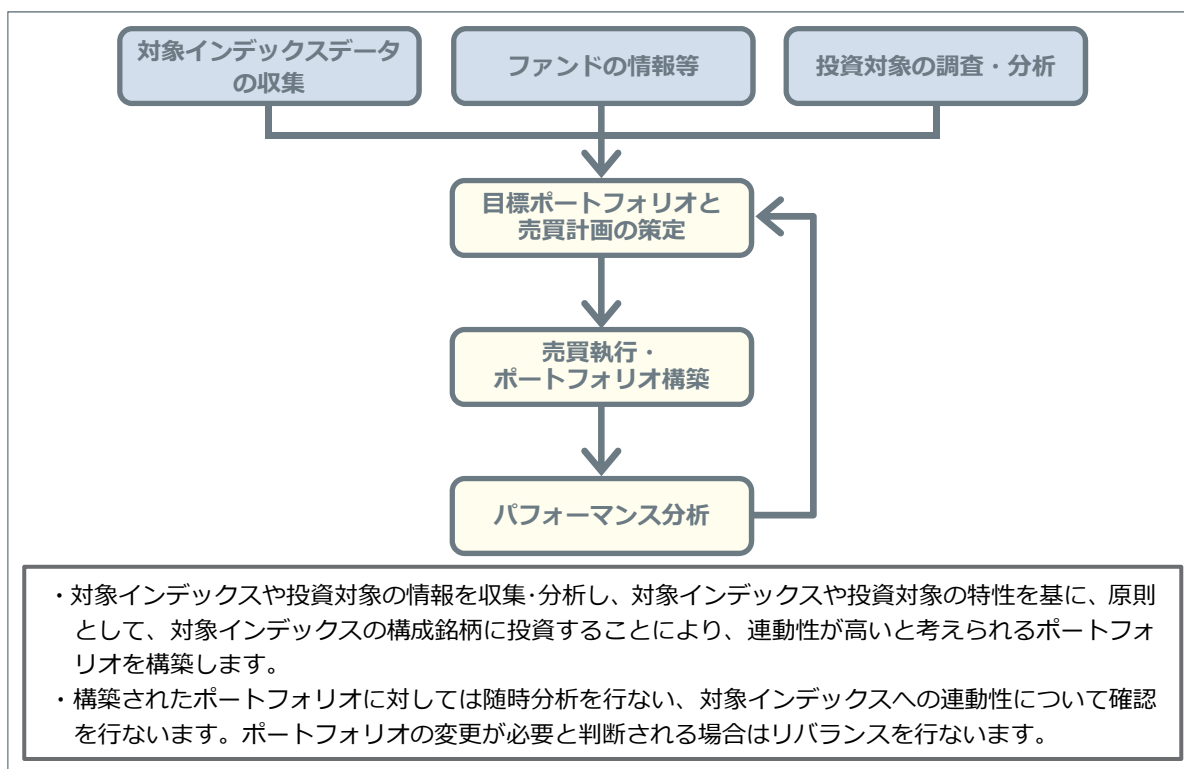 対象インデックスデータ
の収集
ファンドの情報等
投資対象の調査・分析
目標ポートフォリオと
売買計画の策定
売買執行・
ポートフォリオ構築
パフォーマンス分析
・対象インデックスや投資対象の情報を収集･分析し、対象インデックスや投資対象の特性を基に、原則
として、対象インデックスの構成銘柄に投資することにより、連動性が高いと考えられるポートフォ
リオを構築します。
・構築されたポートフォリオに対しては随時分析を行ない、対象インデックスへの連動性について確認
を行ないます。ポートフォリオの変更が必要と判断される場合はリバランスを行ないます。